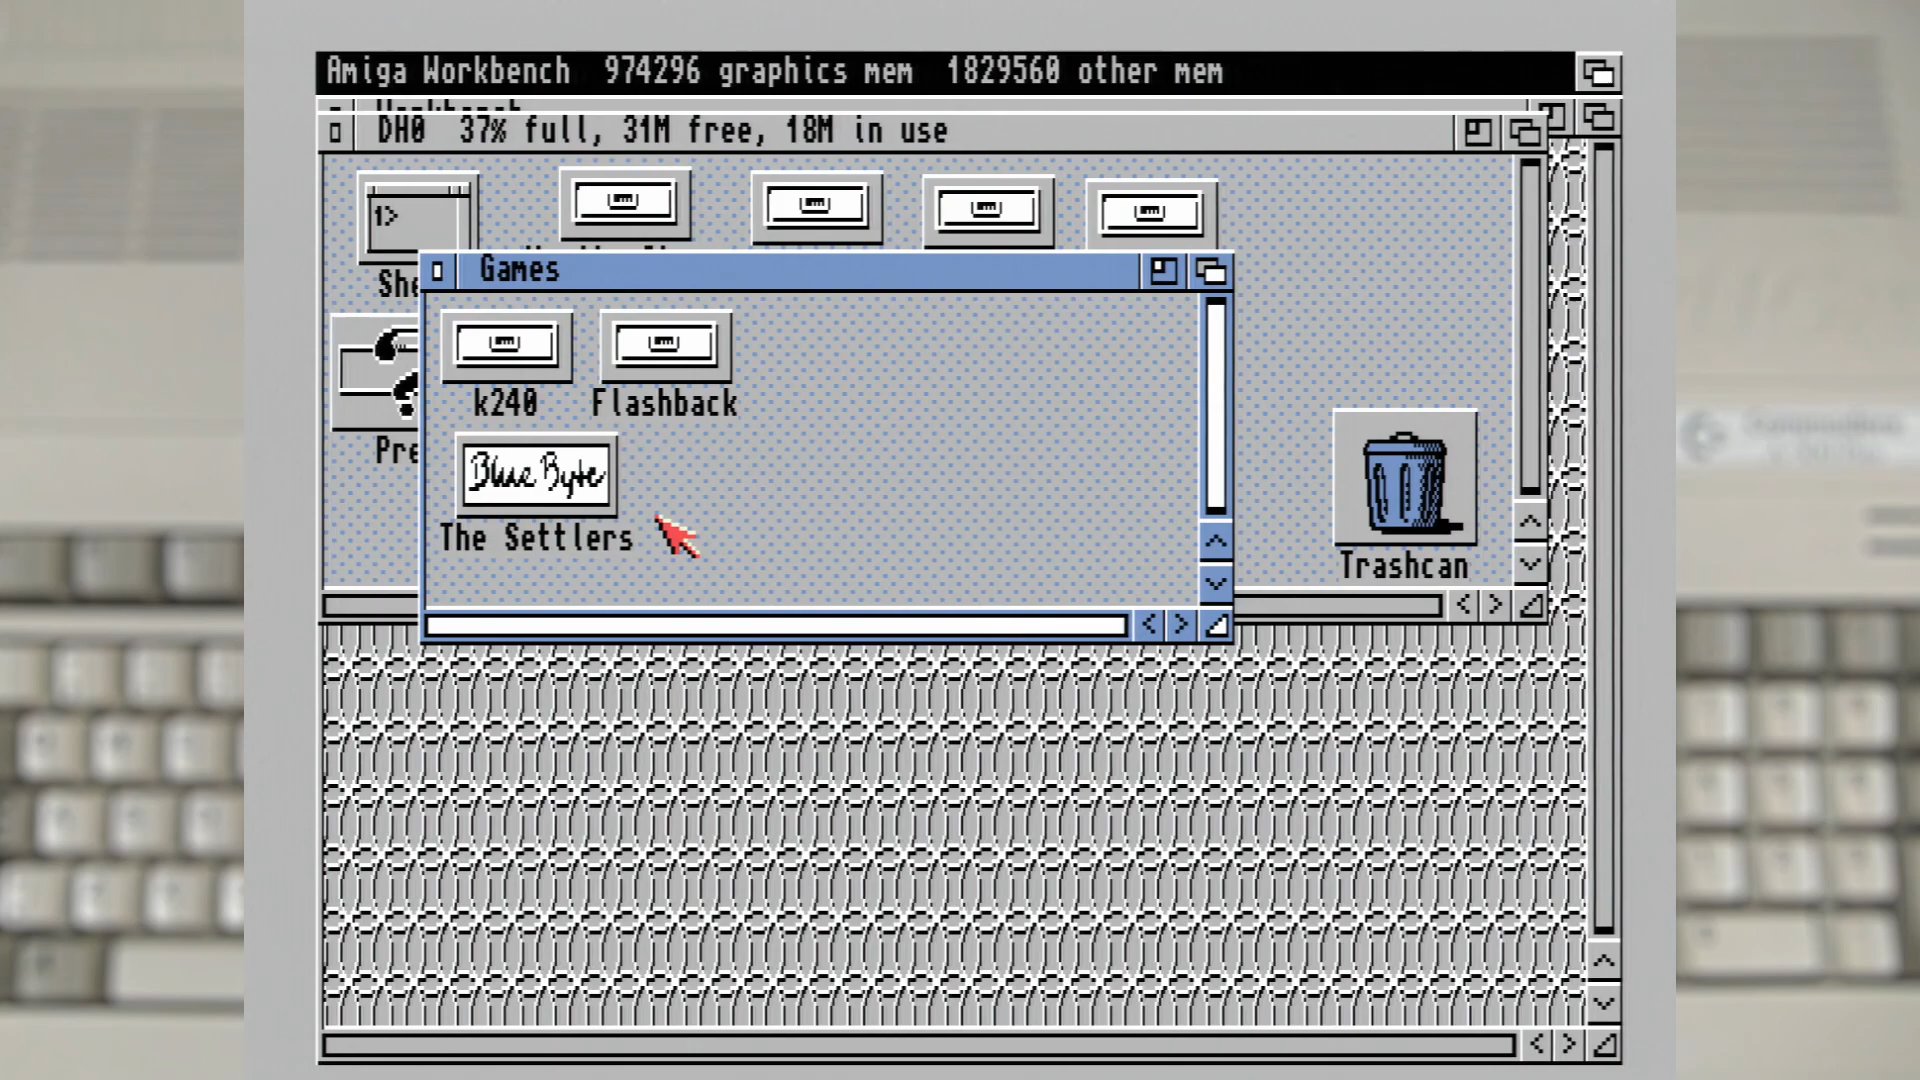 Amiga Workbench 974296 graphics mem 1829560 other mem
DH0 37% full, 31M free, 18M in use
1>
Games
k240 Flashback
Blue Byte
The Settlers
Trashcan